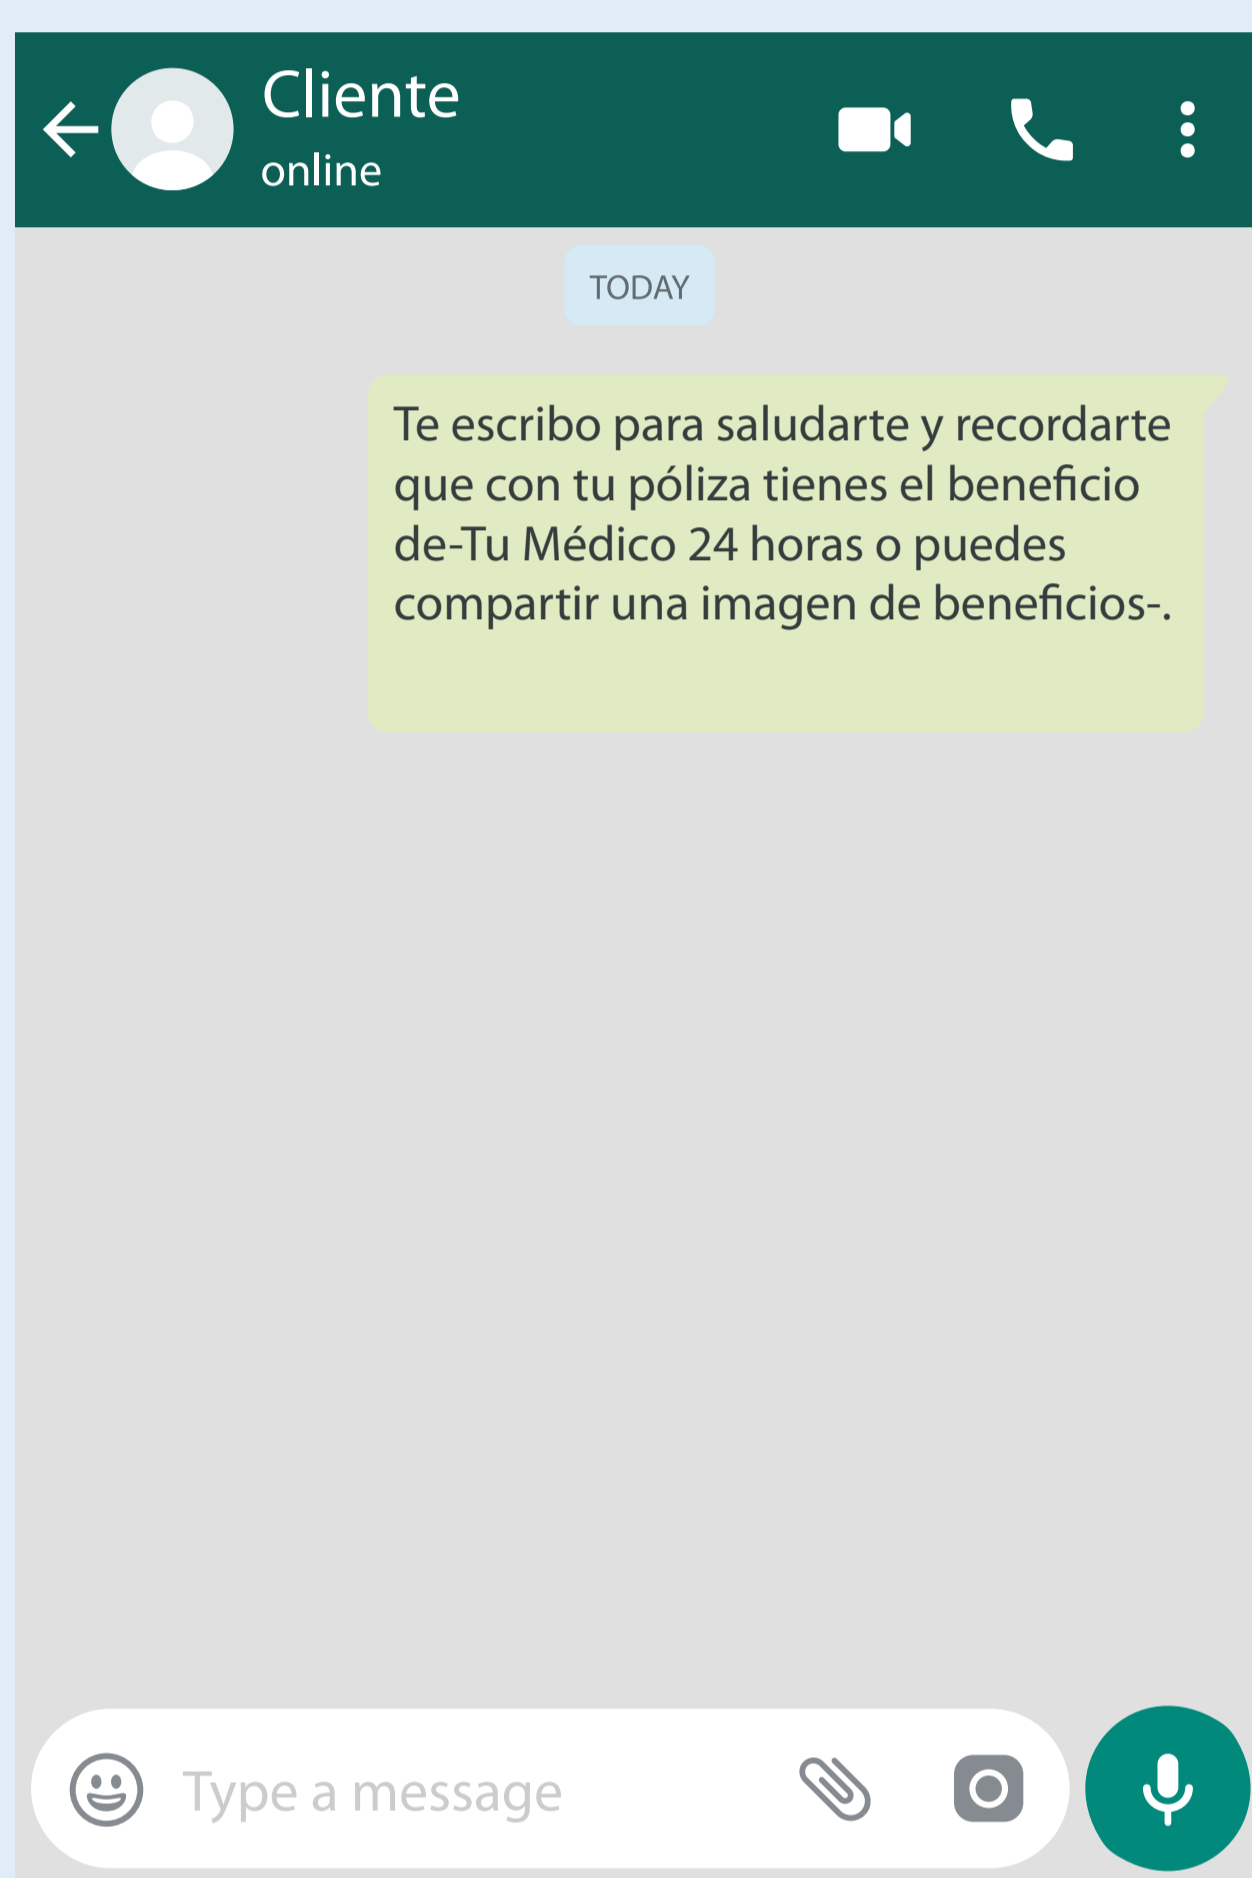 Cliente
online
TODAY
Te escribo para saludarte y recordarte
que con tu póliza tienes el beneficio
de-Tu Médico 24 horas o puedes
compartir una imagen de beneficios-.
Type a message